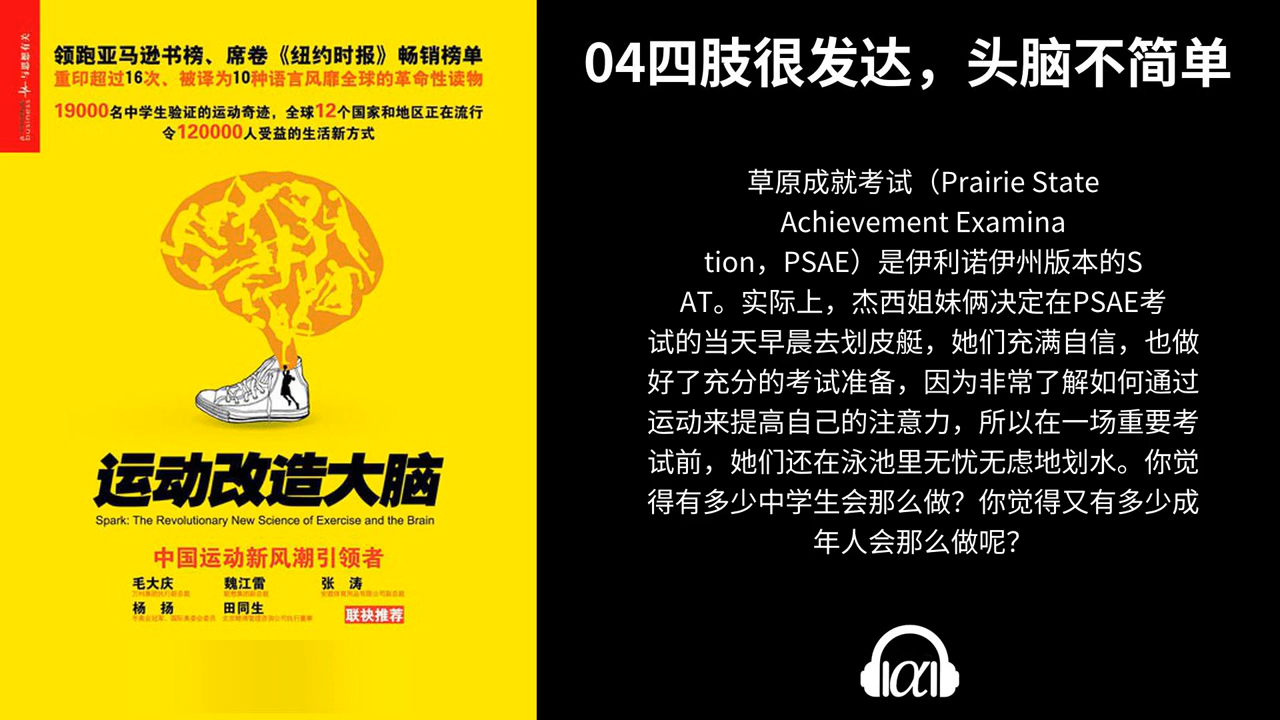 与思想有关
business
领跑亚马逊书榜、席卷《纽约时报》畅销榜单
重印超过16次、被译为10种语言风靡全球的革命性读物
19000名中学生验证的运动奇迹，全球12个国家和地区正在流行
令120000人受益的生活新方式
运动改造大脑
Spark: The Revolutionary New Science of Exercise and the Brain
中国运动新风潮引领者
毛大庆 魏江雷 张 涛
杨 扬 田同生 联袂推荐
04四肢很发达，头脑不简单
草原成就考试（Prairie State
Achievement Examina
tion，PSAE）是伊利诺伊州版本的S
AT。实际上，杰西姐妹俩决定在PSAE考
试的当天早晨去划皮艇，她们充满自信，也做
好了充分的考试准备，因为非常了解如何通过
运动来提高自己的注意力，所以在一场重要考
试前，她们还在泳池里无忧无虑地划水。你觉
得有多少中学生会那么做？你觉得又有多少成
年人会那么做呢？